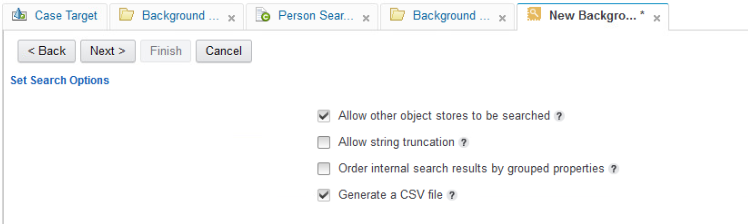 Case Target Background ... x Person Sear... x Background ... x New Backgro... * x
< Back Next > Finish Cancel
Set Search Options
Allow other object stores to be searched ?
Allow string truncation ?
Order internal search results by grouped properties ?
Generate a CSV file ?